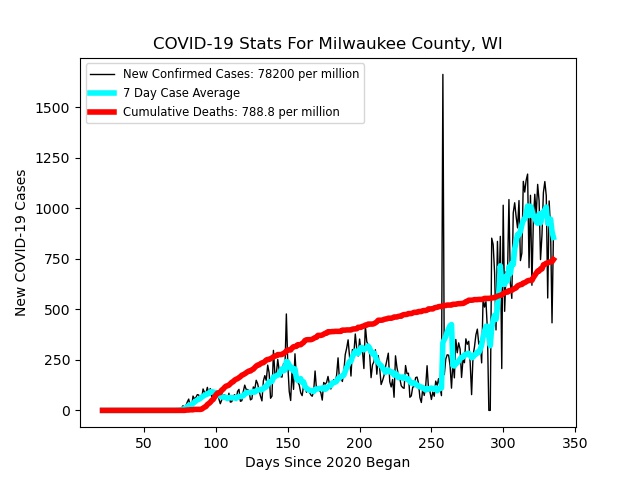 COVID-19 Stats For Milwaukee County, WI
New Confirmed Cases: 78200 per million
7 Day Case Average
Cumulative Deaths: 788.8 per million
New COVID-19 Cases
1500
1250
1000
750
500
250
0
50
100
150
200
250
300
350
Days Since 2020 Began